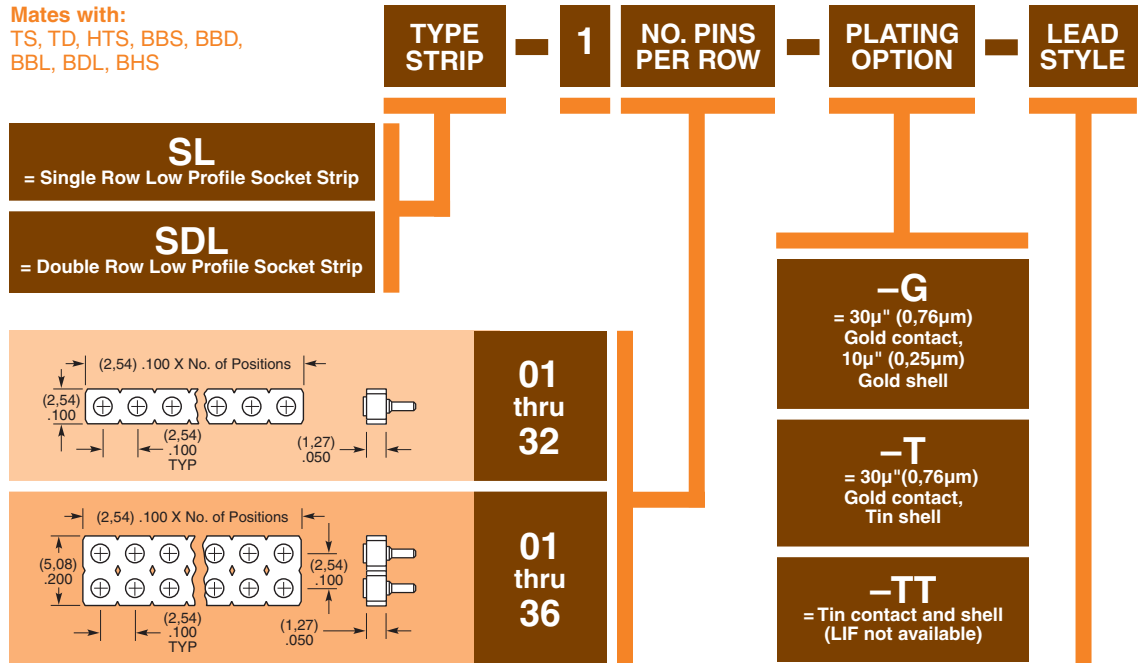 Mates with:
TS, TD, HTS, BBS, BBD,
BBL, BDL, BHS
TYPE
STRIP
1
NO. PINS
PER ROW
PLATING
OPTION
LEAD
STYLE
SL
= Single Row Low Profile Socket Strip
SDL
= Double Row Low Profile Socket Strip
–G
= 30µ" (0,76µm)
Gold contact,
10µ" (0,25µm)
Gold shell
–T
= 30µ"(0,76µm)
Gold contact,
Tin shell
–TT
= Tin contact and shell
(LIF not available)
(2,54) .100 X No. of Positions
(2,54)
.100
(2,54)
.100
TYP
(1,27)
.050
01
thru
32
(2,54) .100 X No. of Positions
(5,08)
.200
(2,54)
.100
(2,54)
.100
TYP
(1,27)
.050
01
thru
36